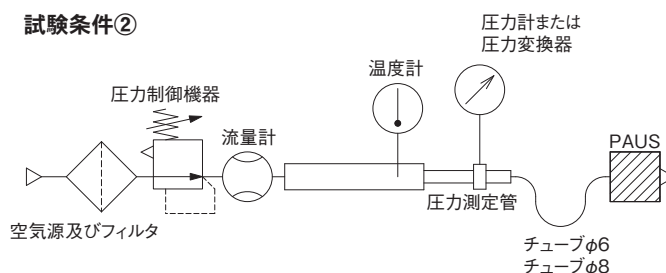 試験条件②
圧力計または
圧力変換器
温度計
圧力制御機器
流量計
PAUS
圧力測定管
空気源及びフィルタ
チューブφ6
チューブφ8